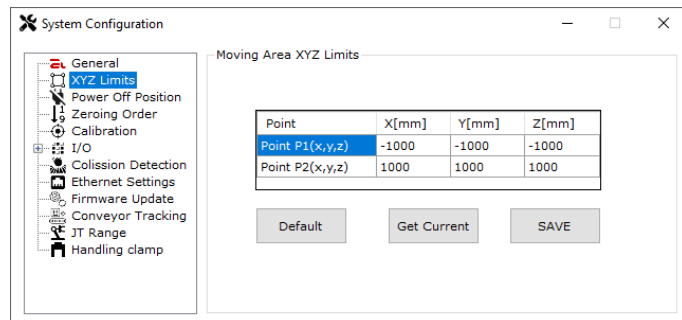 System Configuration
General
XYZ Limits
Power Off Position
Zeroing Order
Calibration
I/O
Colission Detection
Ethernet Settings
Firmware Update
Conveyor Tracking
JT Range
Handling clamp
Moving Area XYZ Limits
Point X[mm] Y[mm] Z[mm]
Point P1(x,y,z) -1000 -1000 -1000
Point P2(x,y,z) 1000 1000 1000
Default Get Current SAVE